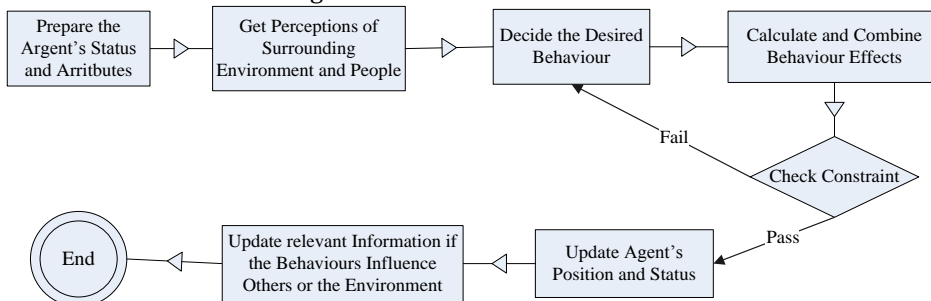 Prepare the
Argent's Status
and Arritbutes
Get Perceptions of
Surrounding
Environment and People
Decide the Desired
Behaviour
Calculate and Combine
Behaviour Effects
Fail
Check Constraint
Pass
Update Agent's
Position and Status
Update relevant Information if
the Behaviours Influence
Others or the Environment
End